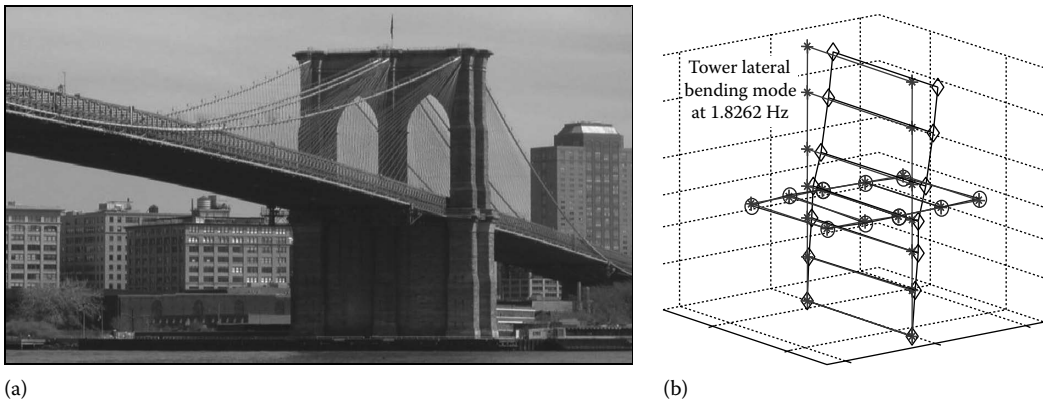 Tower lateral
bending mode
at 1.8262 Hz
(a)
(b)